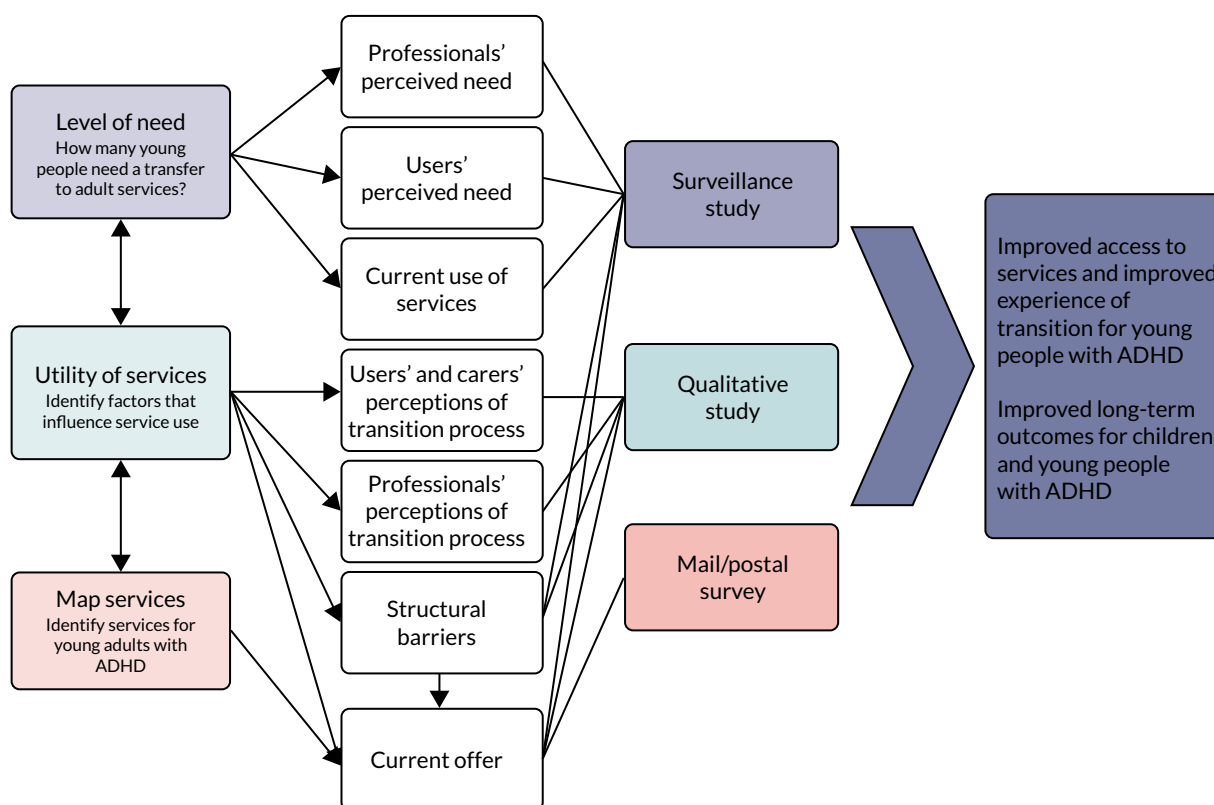 Level of need
How many young
people need a transfer
to adult services?
Utility of services
Identify factors that
influence service use
Map services
Identify services for
young adults with
ADHD
Professionals’
perceived need
Users’
perceived need
Current use of
services
Users’ and carers’
perceptions of
transition process
Professionals’
perceptions of
transition process
Structural
barriers
Current offer
Surveillance
study
Qualitative
study
Mail/postal
survey
Improved access to
services and improved
experience of
transition for young
people with ADHD
Improved long-term
outcomes for children
and young people
with ADHD